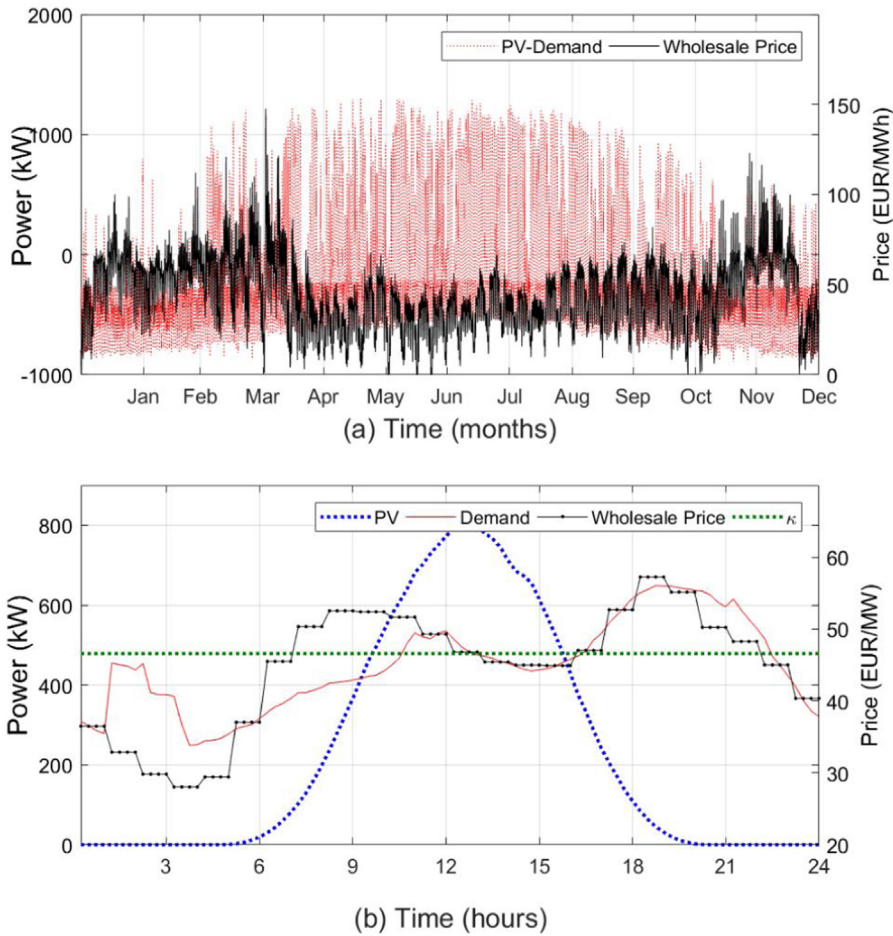 2000
1000
0
-1000
Power (kW)
PV-Demand Wholesale Price
150
100
50
0
Price (EUR/MWh)
Jan Feb Mar Apr May Jun Jul Aug Sep Oct Nov Dec
(a) Time (months)
800
600
400
200
0
Power (kW)
PV Demand Wholesale Price κ
60
50
40
30
20
Price (EUR/MW)
3 6 9 12 15 18 21 24
(b) Time (hours)